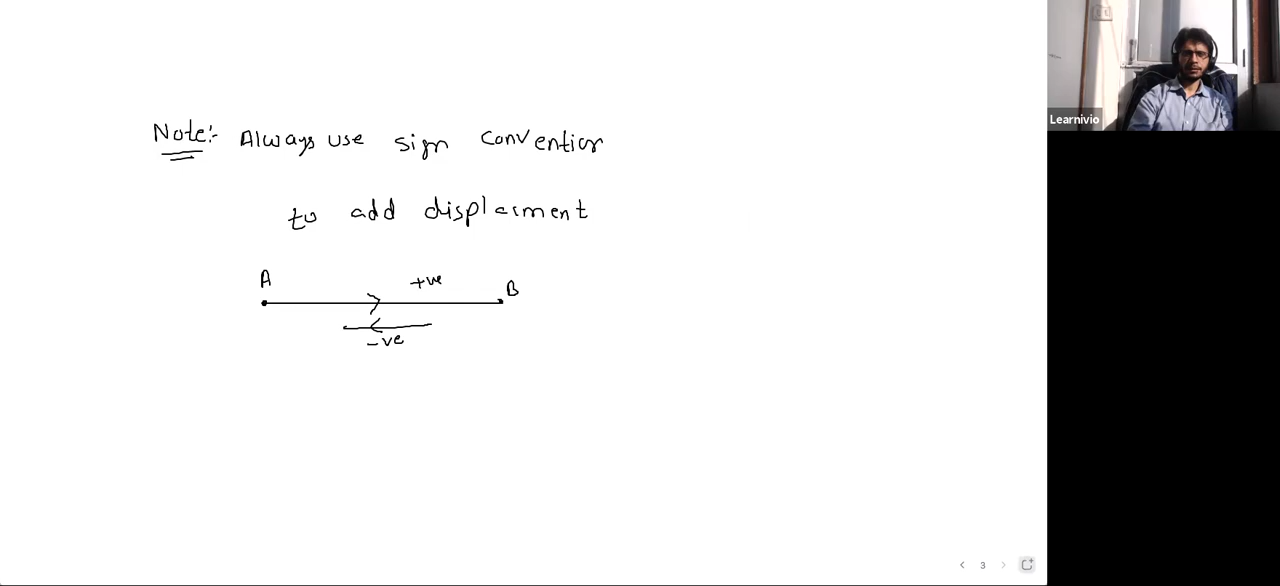 Note:- Always use sign convention
to add displacment
A +ve B
-ve
3
Learnivio